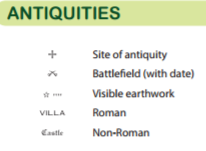 ANTIQUITIES
Site of antiquity
Battlefield (with date)
Visible earthwork
VILLA Roman
Castle Non-Roman